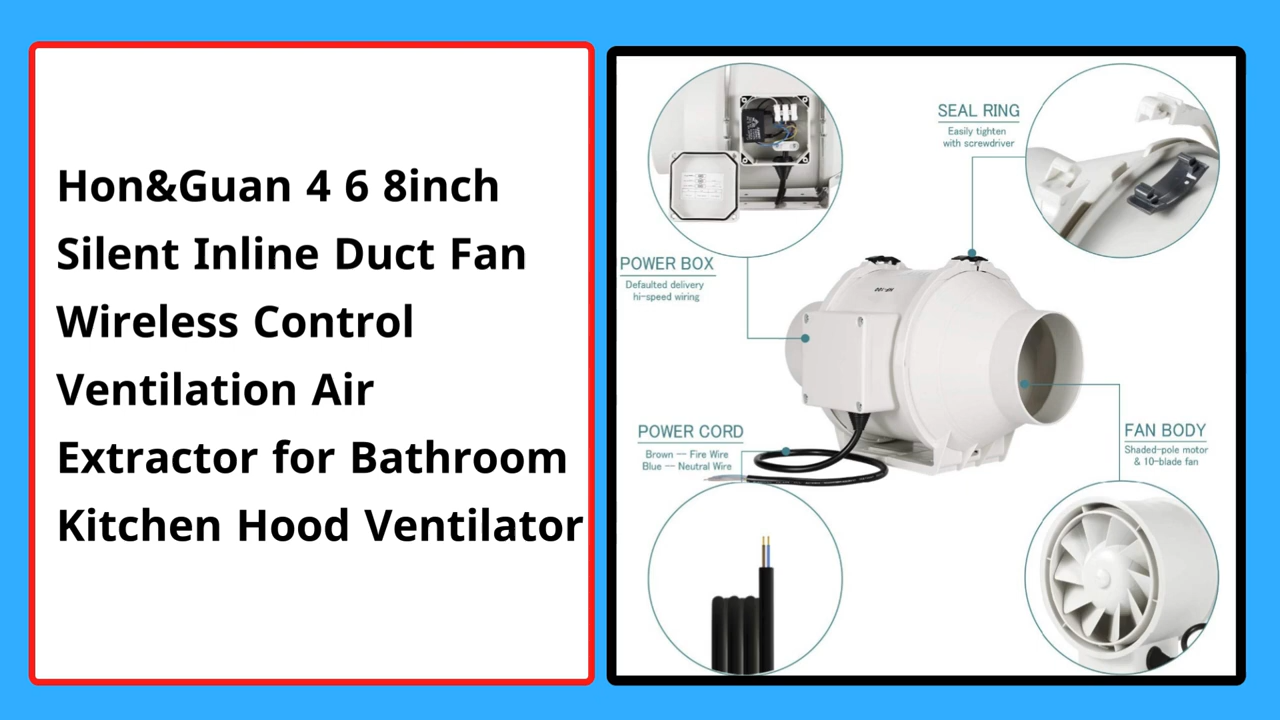 Hon&Guan 4 6 8inch
Silent Inline Duct Fan
Wireless Control
Ventilation Air
Extractor for Bathroom
Kitchen Hood Ventilator
SEAL RING
Easily tighten
with screwdriver
POWER BOX
Defaulted delivery
hi-speed wiring
POWER CORD
Brown -- Fire Wire
Blue -- Neutral Wire
FAN BODY
Shaded-pole motor
& 10-blade fan